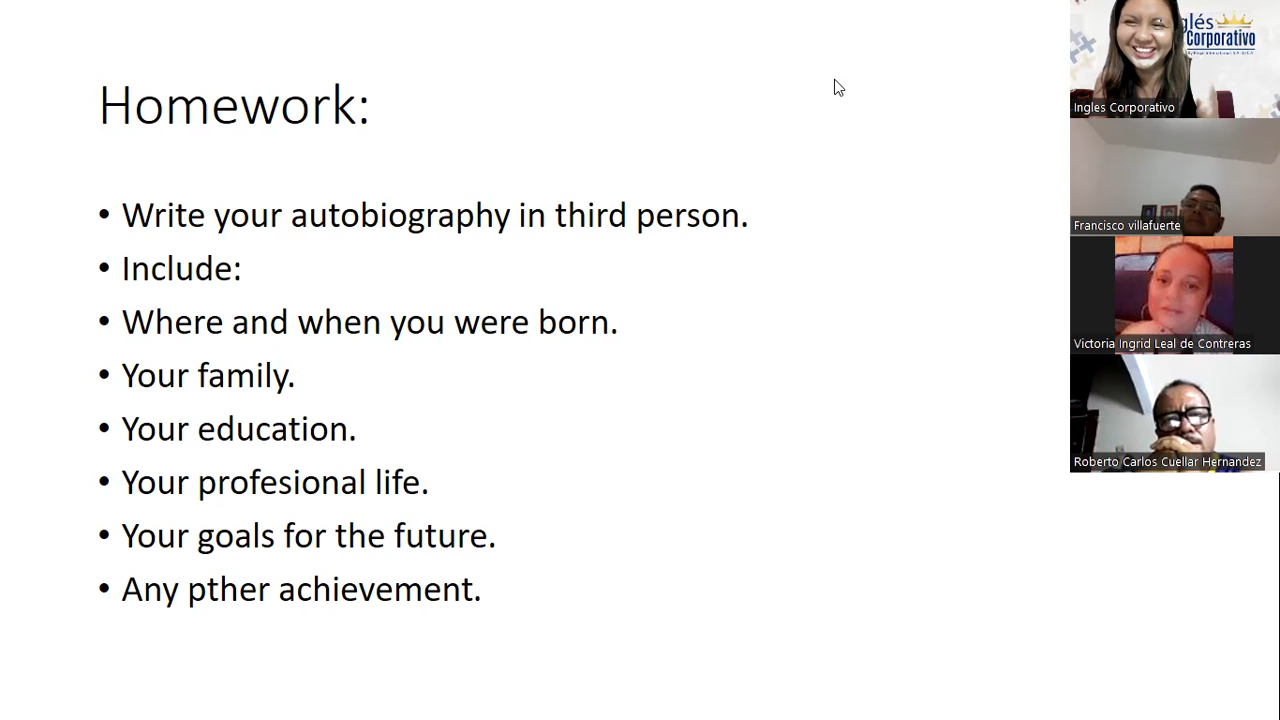 Homework:
• Write your autobiography in third person.
• Include:
• Where and when you were born.
• Your family.
• Your education.
• Your profesional life.
• Your goals for the future.
• Any pther achievement.
glés
Corporativo
Ingles Corporativo
Francisco villafuerte
Victoria Ingrid Leal de Contreras
Roberto Carlos Cuellar Hernandez